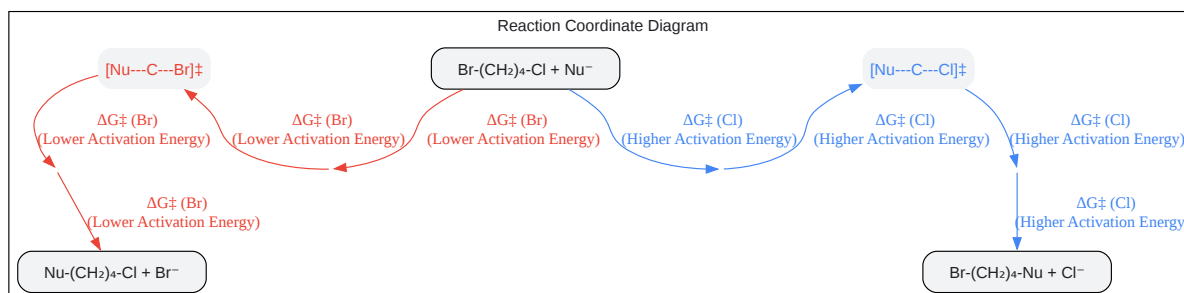 Reaction Coordinate Diagram
[Nu---C---Br]‡
Br-(CH₂)₄-Cl + Nu⁻
[Nu---C---Cl]‡
ΔG‡ (Br)
(Lower Activation Energy)
ΔG‡ (Br)
(Lower Activation Energy)
ΔG‡ (Br)
(Lower Activation Energy)
ΔG‡ (Cl)
(Higher Activation Energy)
ΔG‡ (Cl)
(Higher Activation Energy)
ΔG‡ (Cl)
(Higher Activation Energy)
ΔG‡ (Br)
(Lower Activation Energy)
ΔG‡ (Cl)
(Higher Activation Energy)
Nu-(CH₂)₄-Cl + Br⁻
Br-(CH₂)₄-Nu + Cl⁻